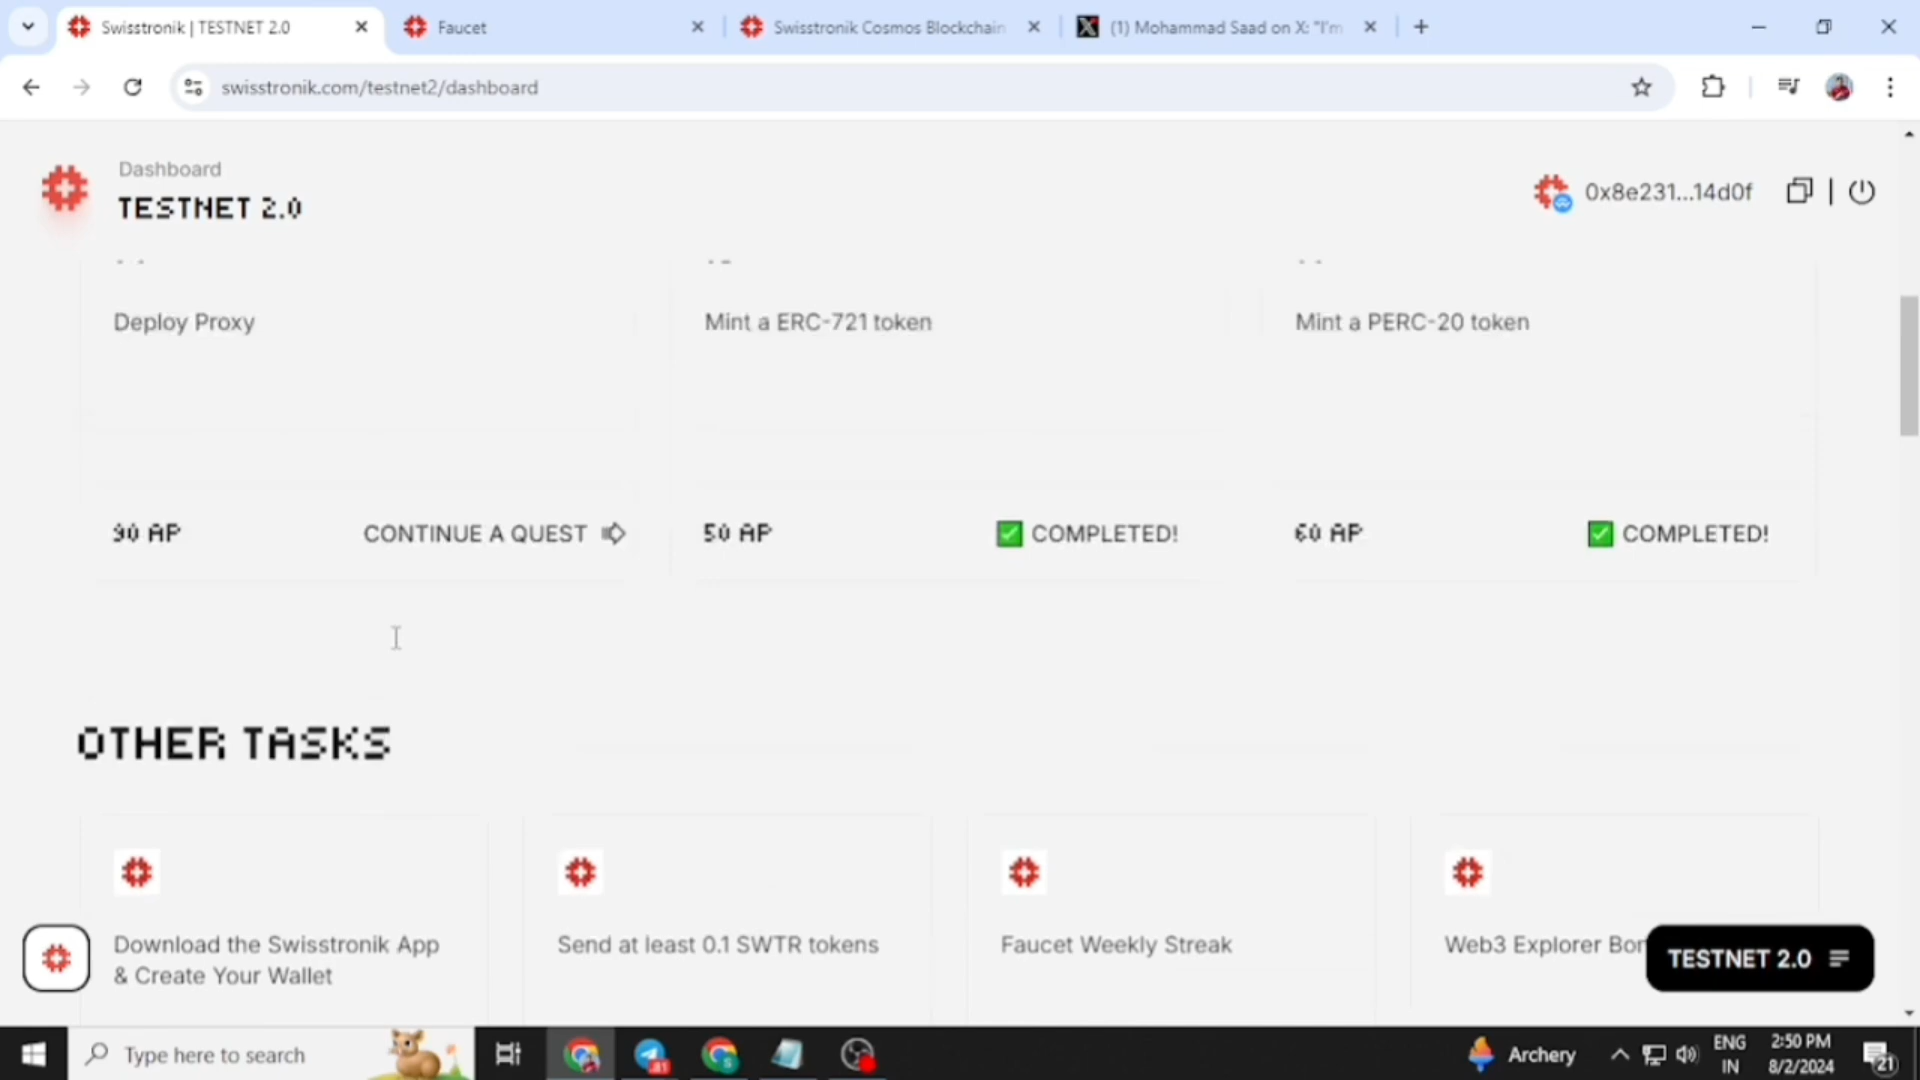 Swisstronik | TESTNET 2.0
Faucet
Swisstronik Cosmos Blockchain
(1) Mohammad Saad on X: "I'm
swisstronik.com/testnet2/dashboard
Dashboard
TESTNET 2.0
0x8e231...14d0f
Deploy Proxy
Mint a ERC-721 token
Mint a PERC-20 token
90 AP
CONTINUE A QUEST
50 AP
COMPLETED!
60 AP
COMPLETED!
OTHER TASKS
Download the Swisstronik App
& Create Your Wallet
Send at least 0.1 SWTR tokens
Faucet Weekly Streak
Web3 Explorer Bon
TESTNET 2.0
Type here to search
Archery
ENG
IN
2:50 PM
8/2/2024
21